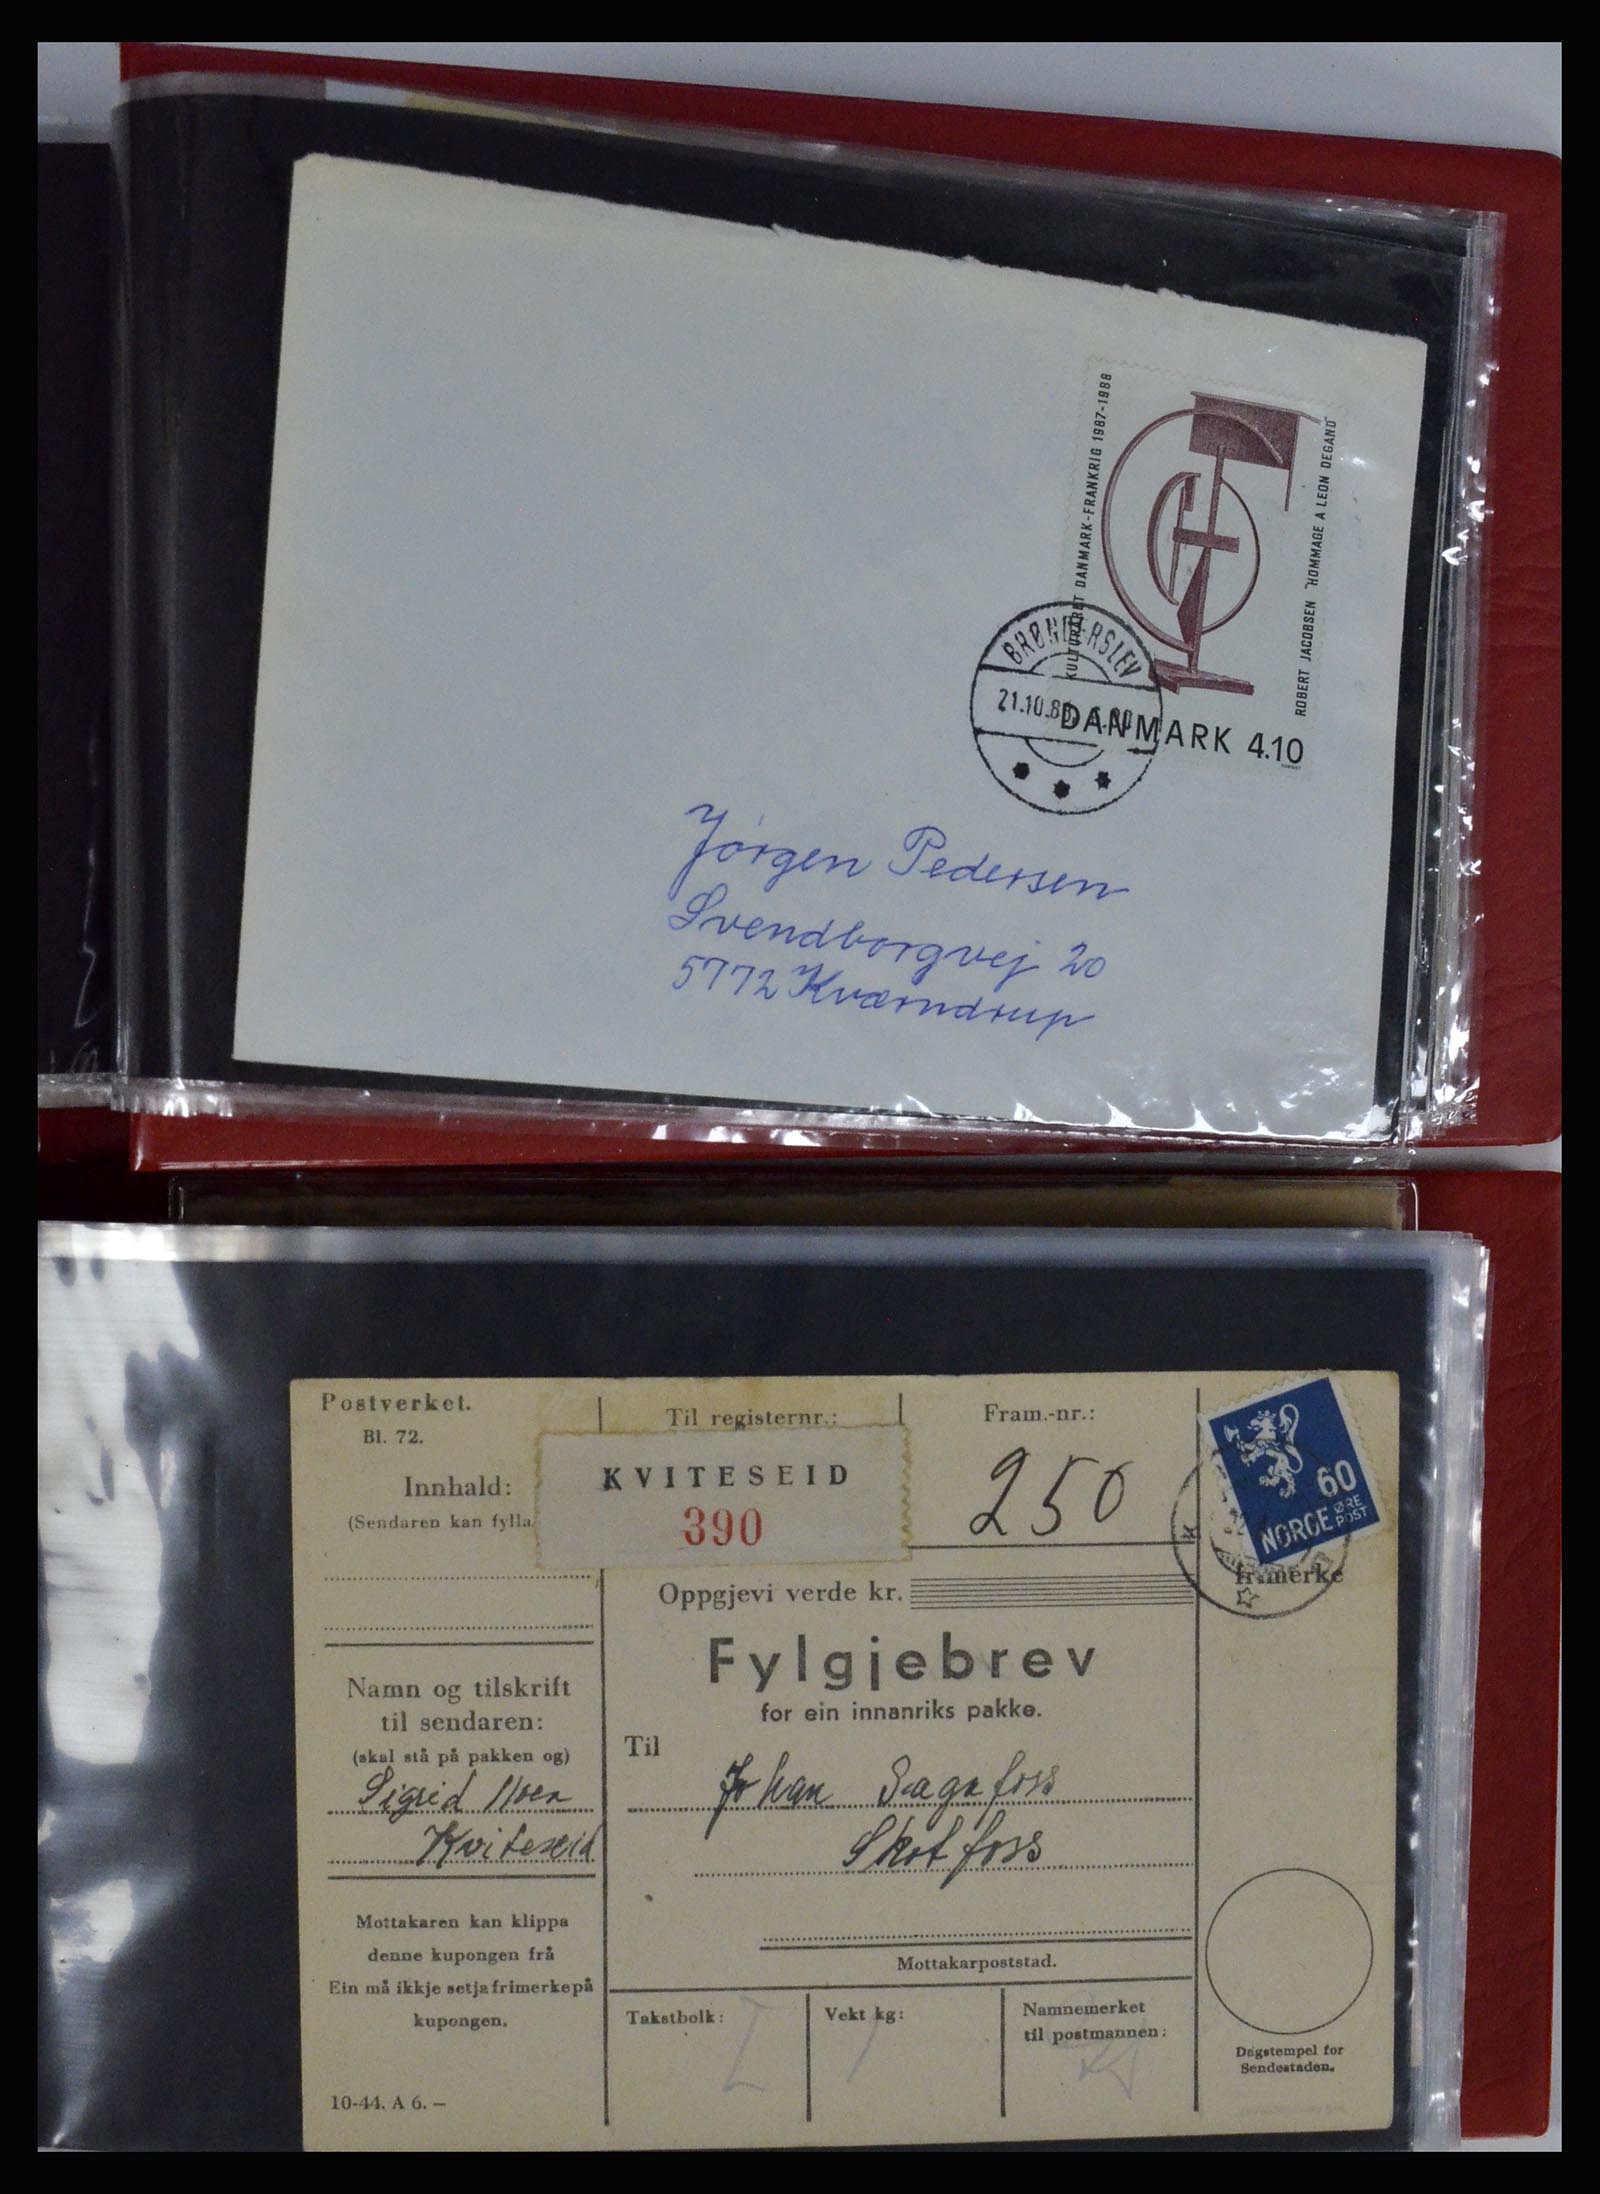 KULTURÅRET DANMARK-FRANKRIG 1987-1988
ROBERT JACOBSEN "HOMMAGE A LEON DEGAND"
DANMARK 4.10
BRØNDERSLEV
21.10.88
Jørgen Pedersen
Svendborgvej 20
5772 Kværndrup
Postverket.
Bl. 72.
Til registernr.:
Fram.-nr.:
250
Innhald:
(Sendaren kan fylla
KVITESEID
390
60
ØRE
NORGE POST
frimerke
Oppgjevi verde kr.
Fylgjebrev
for ein innanriks pakke.
Namn og tilskrift
til sendaren:
(skal stå på pakken og)
Sigrid
Kviteseid
Til
Johan Sagafoss
Skotfoss
Mottakarpoststad.
Mottakaren kan klippa
denne kupongen frå
Ein må ikkje setja frimerke på
kupongen.
Takstbolk:
Vekt kg:
Namnemerket
til postmannen:
Dagstempel for
Sendestaden.
10-44. A 6. —